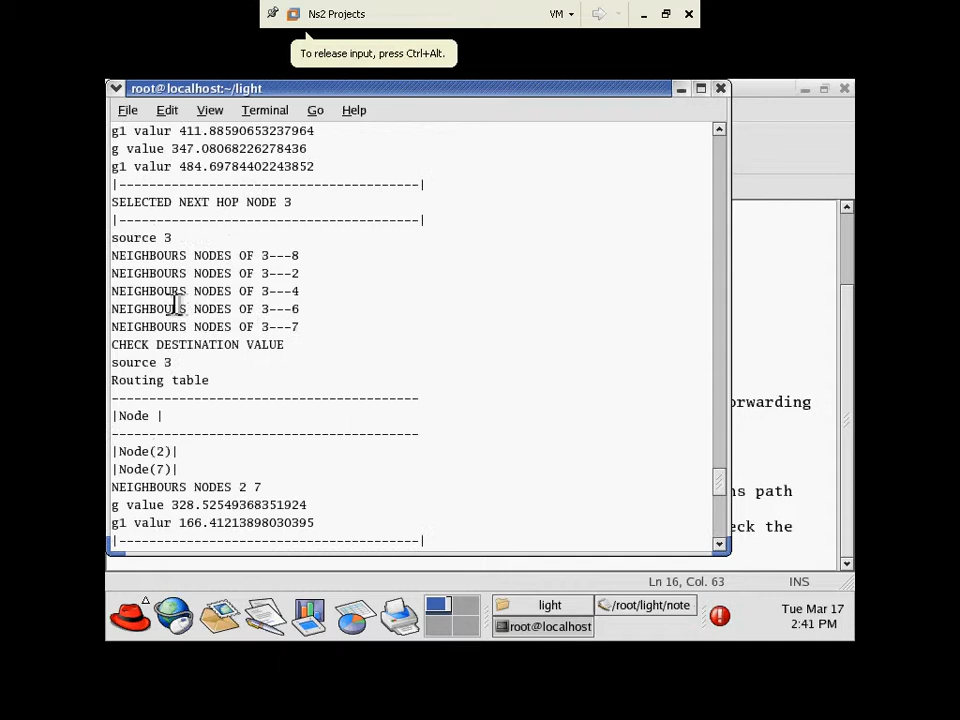 Ns2 Projects
VM
To release input, press Ctrl+Alt.
root@localhost:~/light
File Edit View Terminal Go Help
g1 valur 411.88590653237964
g value 347.08068226278436
g1 valur 484.69784402243852
|----------------------------------------|
SELECTED NEXT HOP NODE 3
|----------------------------------------|
source 3
NEIGHBOURS NODES OF 3---8
NEIGHBOURS NODES OF 3---2
NEIGHBOURS NODES OF 3---4
NEIGHBOURS NODES OF 3---6
NEIGHBOURS NODES OF 3---7
CHECK DESTINATION VALUE
source 3
Routing table
-----------------------------------------
|Node |
-----------------------------------------
|Node(2)|
|Node(7)|
NEIGHBOURS NODES 2 7
g value 328.52549368351924
g1 valur 166.41213898030395
|----------------------------------------|
orwarding
ns path
eck the
Ln 16, Col. 63
INS
light
/root/light/note
root@localhost
Tue Mar 17
2:41 PM